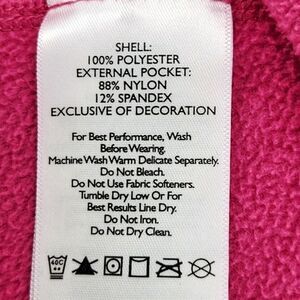 SHELL:
100% POLYESTER
EXTERNAL POCKET:
88% NYLON
12% SPANDEX
EXCLUSIVE OF DECORATION
For Best Performance, Wash
Before Wearing.
Machine Wash Warm Delicate Separately.
Do Not Bleach.
Do Not Use Fabric Softeners.
Tumble Dry Low Or For
Best Results Line Dry.
Do Not Iron.
Do Not Dry Clean.
40C